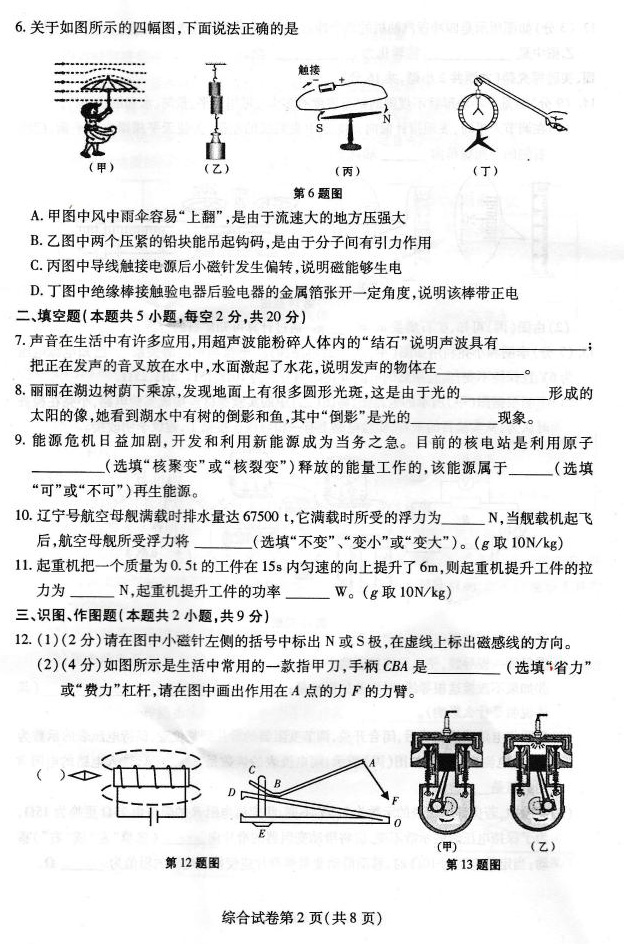 6. 关于如图所示的四幅图,下面说法正确的是
触接
－ ＋
S N
(甲) (乙) (丙) (丁)
第6题图
A. 甲图中风中雨伞容易“上翻”,是由于流速大的地方压强大
B. 乙图中两个压紧的铅块能吊起钩码,是由于分子间有引力作用
C. 丙图中导线触接电源后小磁针发生偏转,说明磁能够生电
D. 丁图中绝缘棒接触验电器后验电器的金属箔张开一定角度,说明该棒带正电
二、填空题(本题共5小题,每空2分,共20分)
7. 声音在生活中有许多应用,用超声波能粉碎人体内的“结石”说明声波具有________;
把正在发声的音叉放在水中,水面激起了水花,说明发声的物体在________。
8. 丽丽在湖边树荫下乘凉,发现地面上有很多圆形光斑,这是由于光的________形成的
太阳的像,她看到湖水中有树的倒影和鱼,其中“倒影”是光的________现象。
9. 能源危机日益加剧,开发和利用新能源成为当务之急。目前的核电站是利用原子
________(选填“核聚变”或“核裂变”)释放的能量工作的,该能源属于______(选填
“可”或“不可”)再生能源。
10. 辽宁号航空母舰满载时排水量达67500 t,它满载时所受的浮力为______N,当舰载机起飞
后,航空母舰所受浮力将________(选填“不变”、“变小”或“变大”)。(g取10N/kg)
11. 起重机把一个质量为0.5t的工件在15s内匀速的向上提升了6m,则起重机提升工件的拉
力为______N,起重机提升工件的功率______W。(g取10N/kg)
三、识图、作图题(本题共2小题,共9分)
12. (1)(2分)请在图中小磁针左侧的括号中标出N或S极,在虚线上标出磁感线的方向。
(2)(4分)如图所示是生活中常用的一款指甲刀,手柄CBA是________(选填“省力”
或“费力”杠杆,请在图中画出作用在A点的力F的力臂。
( )
C B A
D F
E O
(甲) (乙)
第12题图 第13题图
综合试卷第2页(共8页)